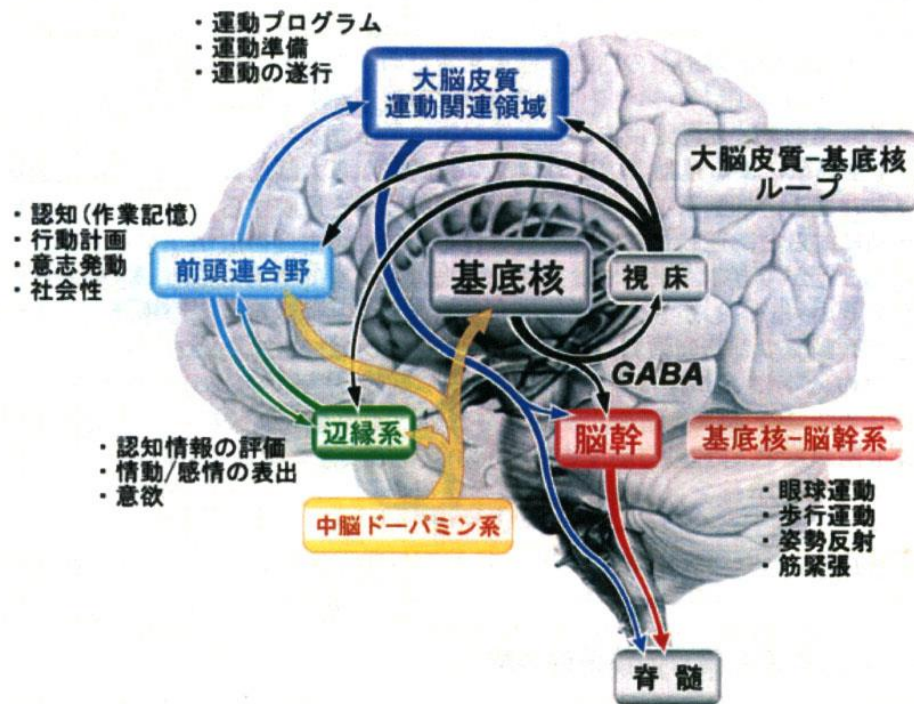 ・運動プログラム
・運動準備
・運動の遂行
大脳皮質
運動関連領域
大脳皮質-基底核
ループ
・認知(作業記憶)
・行動計画
・意志発動
・社会性
前頭連合野
基底核
視床
GABA
辺縁系
脳幹
基底核-脳幹系
・認知情報の評価
・情動/感情の表出
・意欲
中脳ドーパミン系
・眼球運動
・歩行運動
・姿勢反射
・筋緊張
脊髄